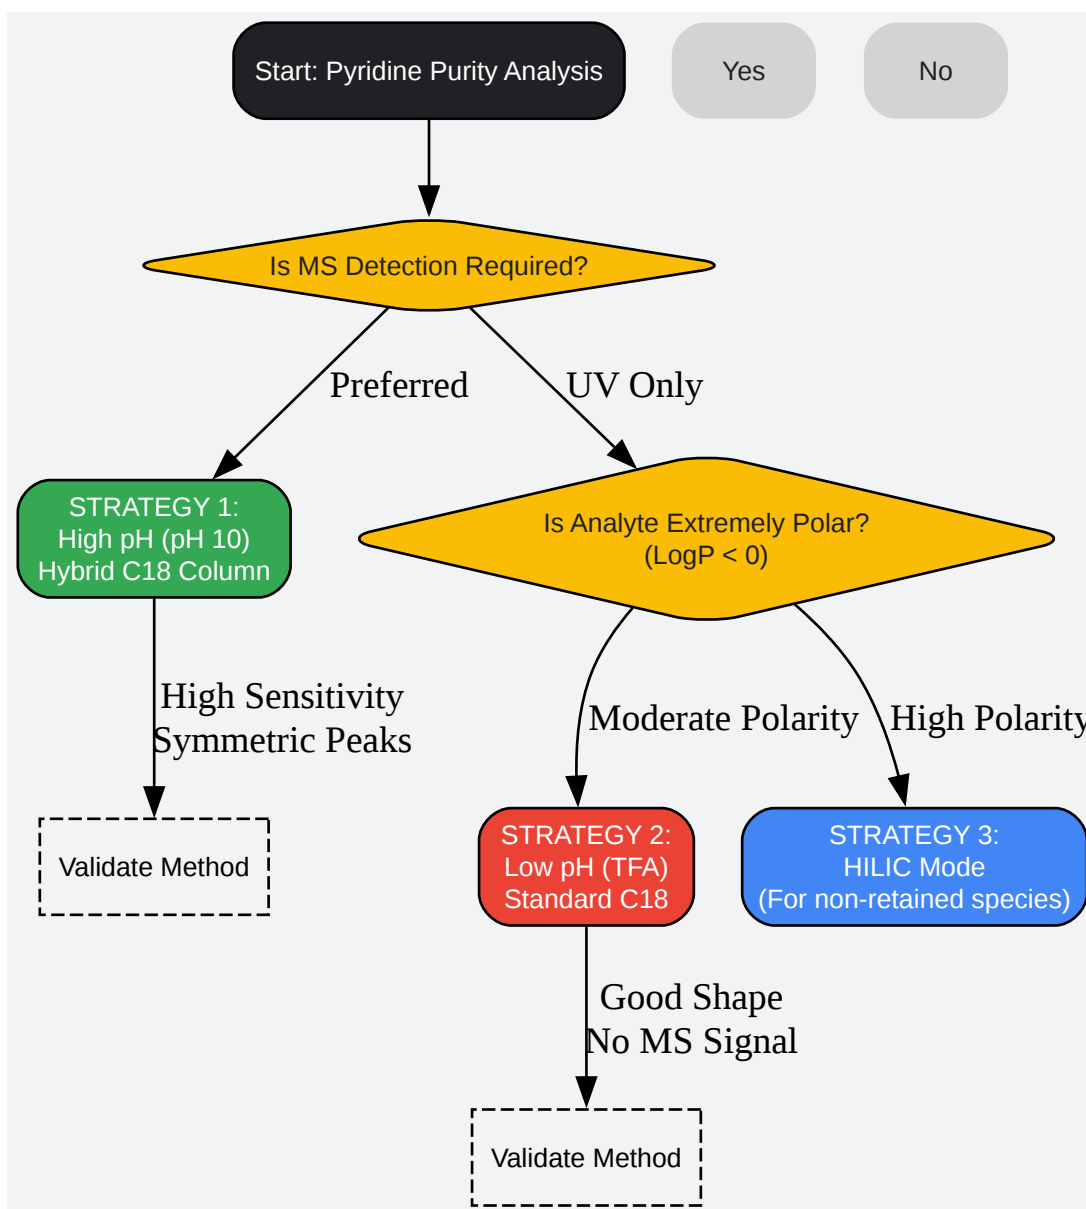 Start: Pyridine Purity Analysis
Yes
No
Is MS Detection Required?
Preferred
UV Only
STRATEGY 1:
High pH (pH 10)
Hybrid C18 Column
Is Analyte Extremely Polar?
(LogP < 0)
High Sensitivity
Symmetric Peaks
Moderate Polarity
High Polarity
Validate Method
STRATEGY 2:
Low pH (TFA)
Standard C18
STRATEGY 3:
HILIC Mode
(For non-retained species)
Good Shape
No MS Signal
Validate Method